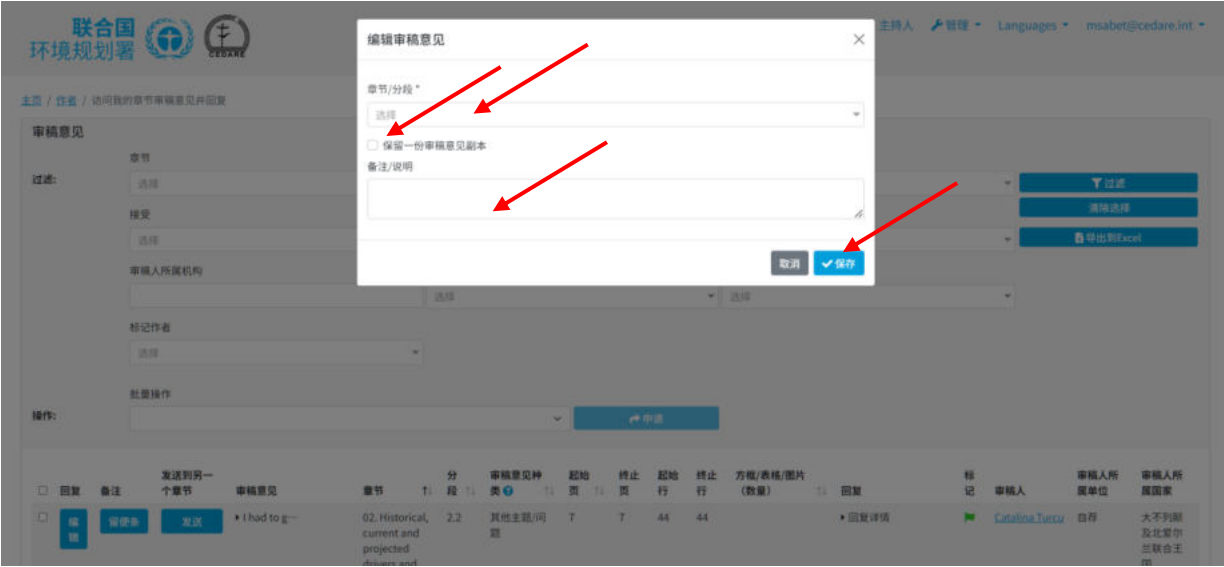 联合国
环境规划署
CEDARE
主持人 管理 Languages msabet@cedare.int
编辑审稿意见
章节/分段 *
选择
保留一份审稿意见副本
备注/说明
取消 保存
主页 / 作者 / 访问我的章节审稿意见并回复
审稿意见
章节
过滤: 选择 过滤
清除选择
接受
选择 导出到Excel
审稿人所属机构
选择 选择
标记作者
选择
批量操作
操作: 申请
回复 备注 发送到另一个章节 审稿意见 章节 分段 审稿意见种类 起始页 终止页 起始行 终止行 方框/表格/图片(数量) 回复 标记 审稿人 审稿人所属单位 审稿人所属国家
编辑 留便条 发送 I had to g… 02. Historical, current and projected drivers and 2.2 其他主题/问题 7 7 44 44 回复详情 Catalina Turcu 自荐 大不列颠及北爱尔兰联合王国